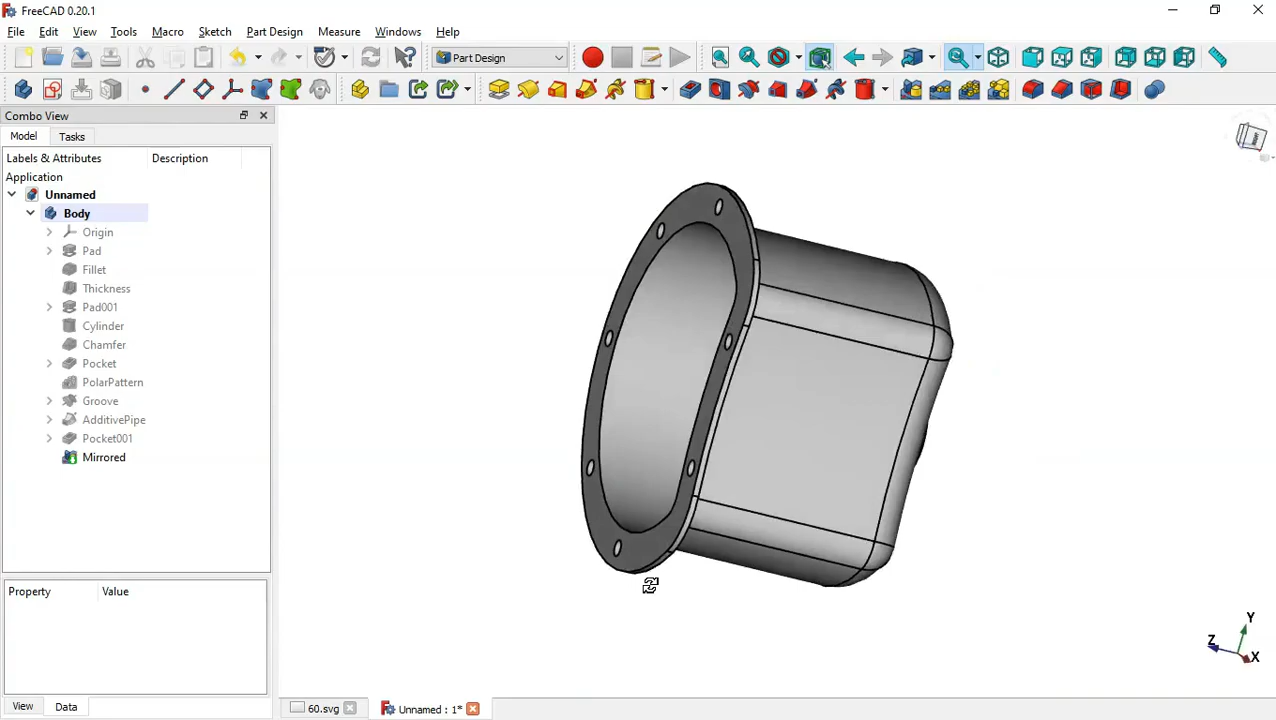 FreeCAD 0.20.1
File Edit View Tools Macro Sketch Part Design Measure Windows Help
Part Design
Combo View
Model Tasks
Labels & Attributes Description
Application
Unnamed
Body
Origin
Pad
Fillet
Thickness
Pad001
Cylinder
Chamfer
Pocket
PolarPattern
Groove
AdditivePipe
Pocket001
Mirrored
Property Value
View Data
60.svg Unnamed : 1*
Y
Z
X